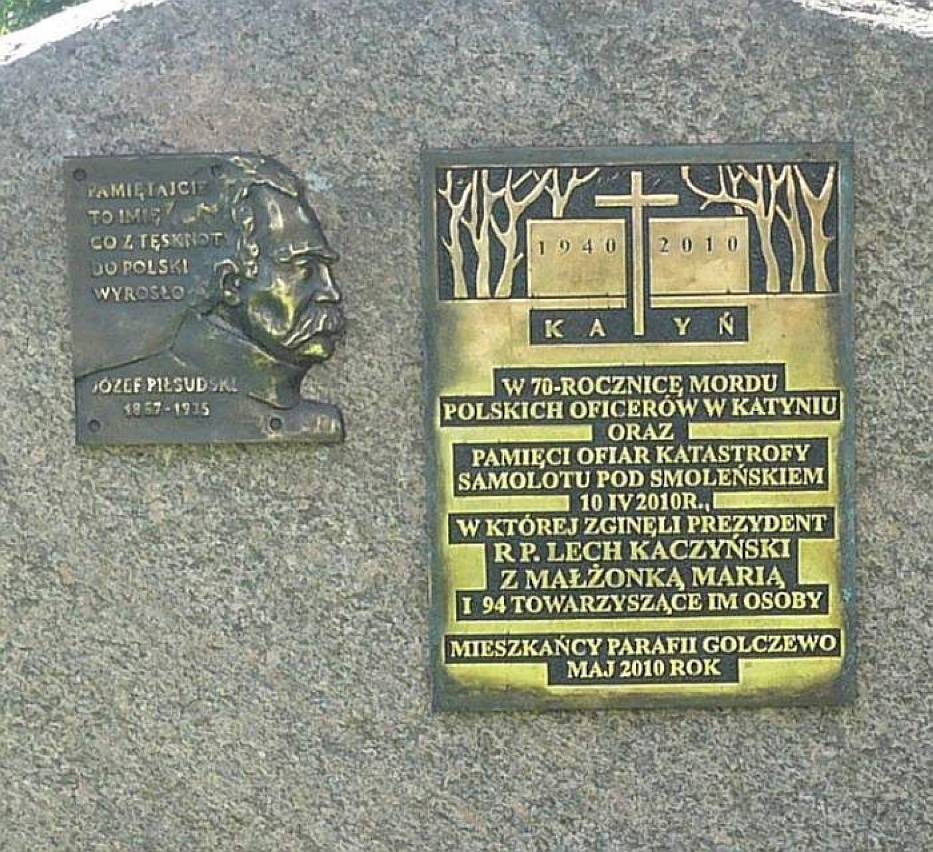 PAMIĘTAJCIE
TO IMIĘ
CO Z TĘSKNOT
DO POLSKI
WYROSŁO
JÓZEF PIŁSUDSKI
1867-1935
1940 2010
KA YŃ
W 70-ROCZNICĘ MORDU
POLSKICH OFICERÓW W KATYNIU
ORAZ
PAMIĘCI OFIAR KATASTROFY
SAMOLOTU POD SMOLEŃSKIEM
10 IV 2010R.,
W KTÓREJ ZGINĘLI PREZYDENT
R P. LECH KACZYŃSKI
Z MAŁŻONKĄ MARIĄ
I 94 TOWARZYSZĄCE IM OSOBY
MIESZKAŃCY PARAFII GOLCZEWO
MAJ 2010 ROK